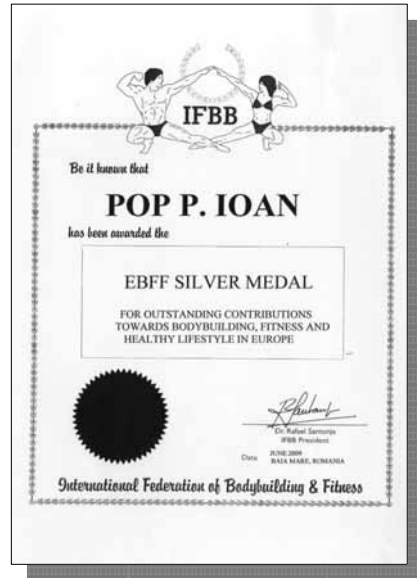 IFBB
Be it known that
POP P. IOAN
has been awarded the
EBFF SILVER MEDAL
FOR OUTSTANDING CONTRIBUTIONS
TOWARDS BODYBUILDING, FITNESS AND
HEALTHY LIFESTYLE IN EUROPE
Dr. Rafael Santonja
IFBB President
Date JUNE 2009
BAIA MARE, ROMANIA
International Federation of Bodybuilding & Fitness